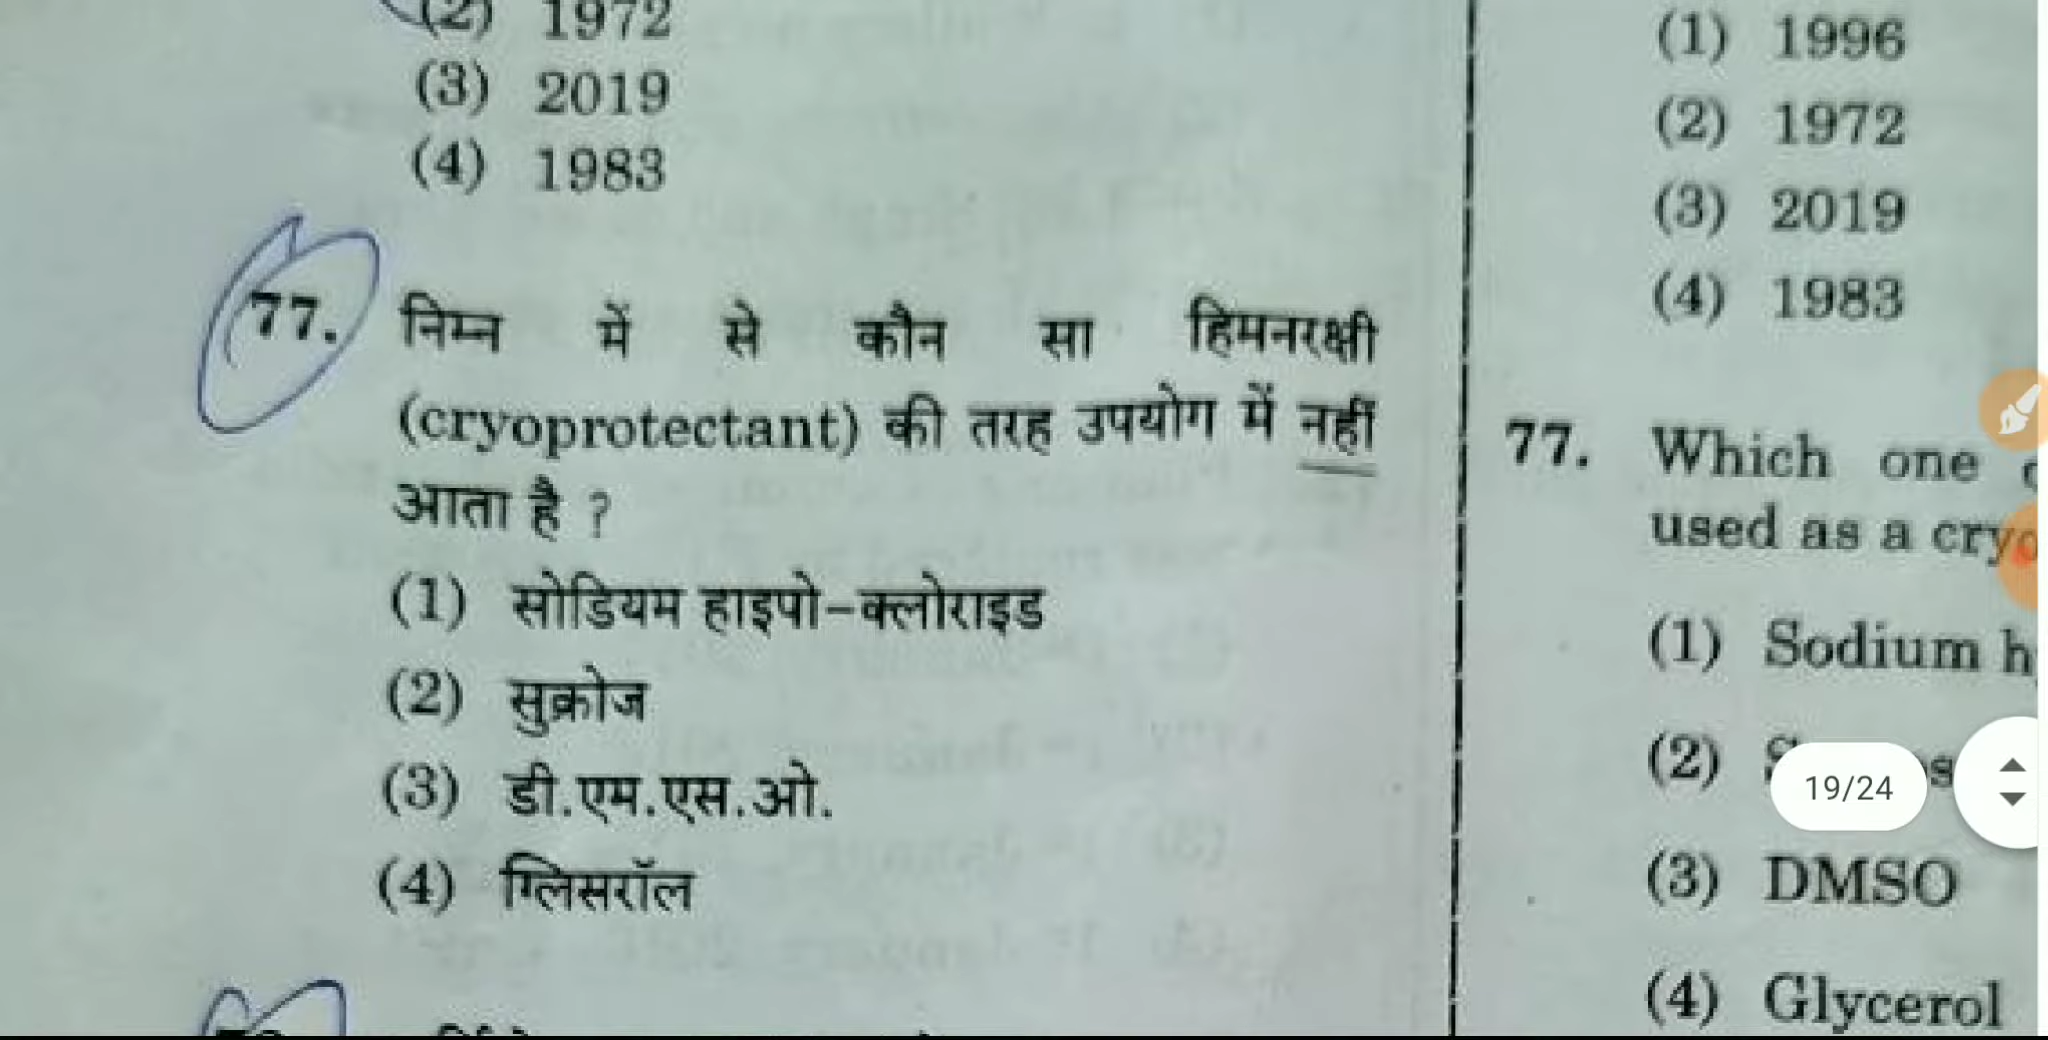 (2) 1972
(3) 2019
(4) 1983
77. निम्न में से कौन सा हिमनरक्षी
(cryoprotectant) की तरह उपयोग में नहीं
आता है ?
(1) सोडियम हाइपो-क्लोराइड
(2) सुक्रोज
(3) डी.एम.एस.ओ.
(4) ग्लिसरॉल
(1) 1996
(2) 1972
(3) 2019
(4) 1983
77. Which one
used as a cryo
(1) Sodium h
(2)
(3) DMSO
(4) Glycerol
19/24